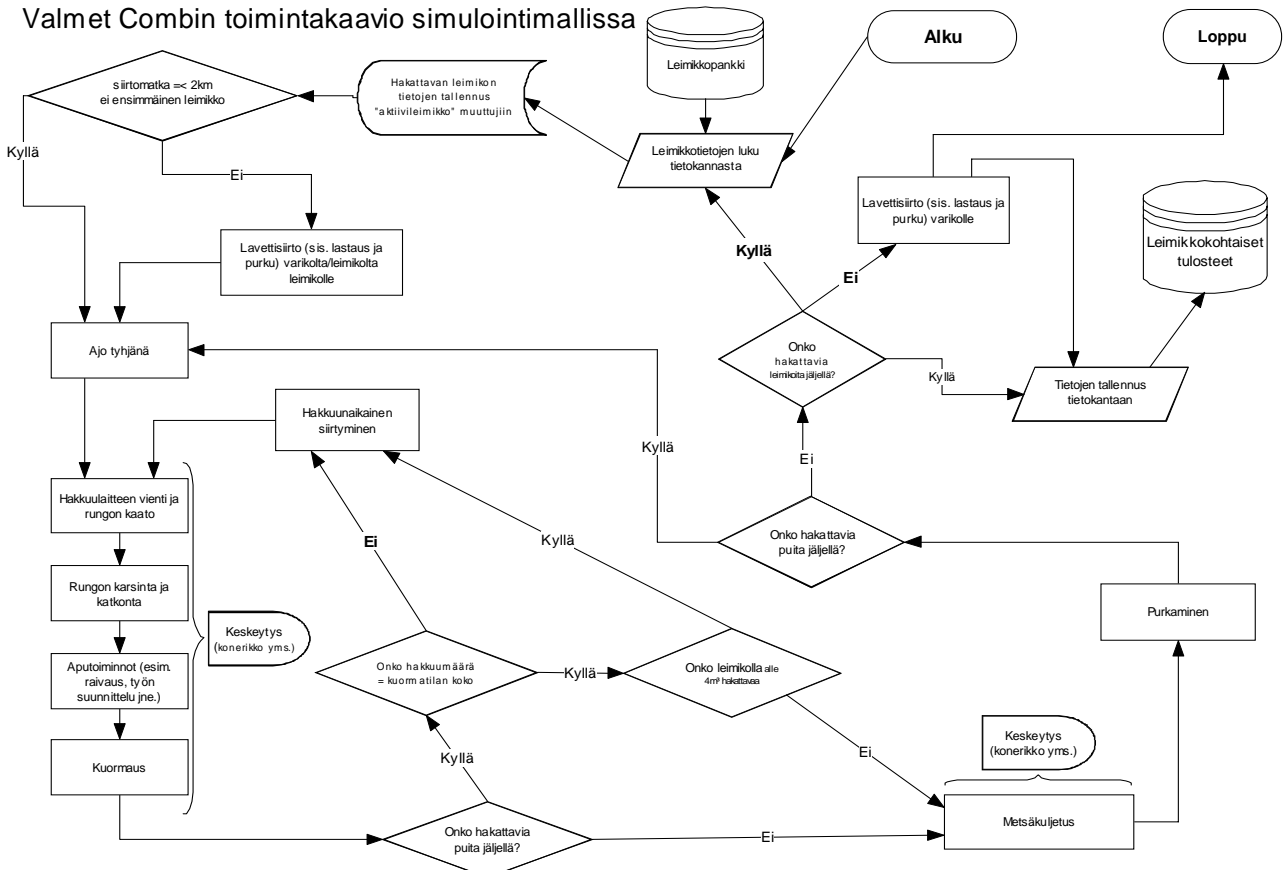 Valmet Combin toimintakaavio simulointimallissa
Leimikkopankki
Alku
Loppu
siirtomatka =< 2km
ei ensimmäinen leimikko
Hakattavan leimikon
tietojen tallennus
"aktiivileimikko" muuttujiin
Leimikkotietojen luku
tietokannasta
Kyllä
Ei
Lavettisiirto (sis. lastaus ja
purku) varikolta/leimikolta
leimikolle
Lavettisiirto (sis. lastaus ja
purku) varikolle
Leimikkokohtaiset
tulosteet
Kyllä
Ei
Ajo tyhjänä
Onko
hakattavia
leimikoita jäljellä?
Kyllä
Tietojen tallennus
tietokantaan
Hakkuunaikainen
siirtyminen
Kyllä
Ei
Hakkuulaitteen vienti ja
rungon kaato
Ei
Kyllä
Onko hakattavia
puita jäljellä?
Rungon karsinta ja
katkonta
Purkaminen
Keskeytys
(konerikko yms.)
Aputoiminnot (esim.
raivaus, työn
suunnittelu jne.)
Onko hakkuumäärä
= kuormatilan koko
Kyllä
Onko leimikolla alle
4m³ hakattavaa
Keskeytys
(konerikko yms.)
Kyllä
Ei
Kuormaus
Metsäkuljetus
Onko hakattavia
puita jäljellä?
Ei